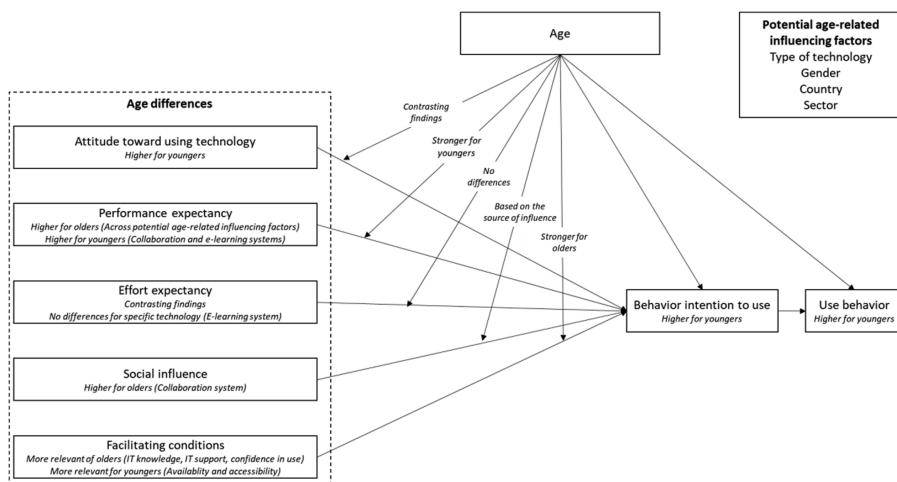 Age
Potential age-related
influencing factors
Type of technology
Gender
Country
Sector
Age differences
Attitude toward using technology
Higher for youngers
Performance expectancy
Higher for olders (Across potential age-related influencing factors)
Higher for youngers (Collaboration and e-learning systems)
Effort expectancy
Contrasting findings
No differences for specific technology (E-learning system)
Social influence
Higher for olders (Collaboration system)
Facilitating conditions
More relevant of olders (IT knowledge, IT support, confidence in use)
More relevant for youngers (Availablity and accessibility)
Contrasting
findings
Stronger for
youngers
No
differences
Based on the
source of influence
Stronger for
olders
Behavior intention to use
Higher for youngers
Use behavior
Higher for youngers